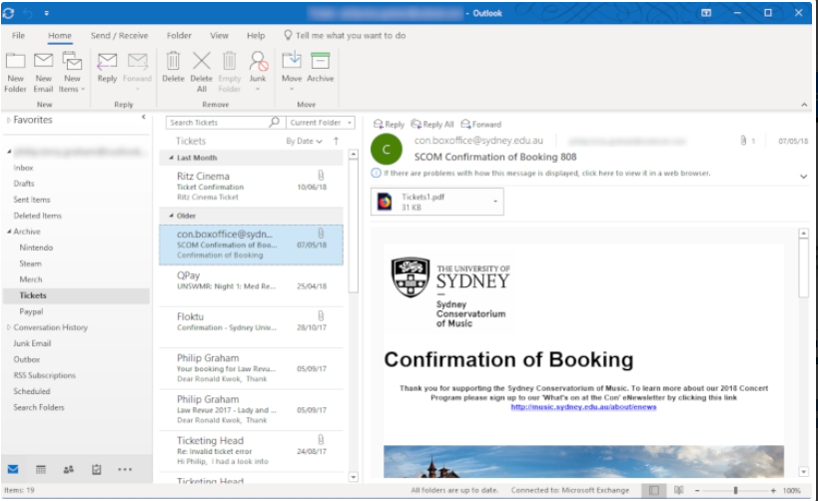 - Outlook
File Home Send / Receive Folder View Help Tell me what you want to do
New Folder New Email New Items Reply Forward Delete Delete All Empty Folder Junk Move Archive
New Reply Remove Move
Favorites
Inbox
Drafts
Sent Items
Deleted Items
Archive
Nintendo
Steam
Merch
Tickets
Paypal
Conversation History
Junk Email
Outbox
RSS Subscriptions
Scheduled
Search Folders
Items: 19
Search Tickets Current Folder
Tickets By Date
Last Month
Ritz Cinema
Ticket Confirmation 10/06/18
Ritz Cinema Ticket
Older
con.boxoffice@sydn...
SCOM Confirmation of Boo... 07/05/18
Confirmation of Booking
QPay
UNSWMR: Night 1: Med Re... 25/04/18
Floktu
Confirmation - Sydney Univ... 28/10/17
Philip Graham
Your booking for Law Revu... 05/09/17
Dear Ronald Kwok, Thank
Philip Graham
Law Revue 2017 - Lady and ... 05/09/17
Dear Ronald Kwok, Thank
Ticketing Head
Re: Invalid ticket error 24/08/17
Hi Philip, I had a look into
Ticketing Head
Reply Reply All Forward
C
con.boxoffice@sydney.edu.au 1 07/05/18
SCOM Confirmation of Booking 808
If there are problems with how this message is displayed, click here to view it in a web browser.
Tickets1.pdf
31 KB
THE UNIVERSITY OF
SYDNEY
Sydney
Conservatorium
of Music
Confirmation of Booking
Thank you for supporting the Sydney Conservatorium of Music. To learn more about our 2018 Concert
Program please sign up to our 'What's on at the Con' eNewsletter by clicking this link
http://music.sydney.edu.au/about/enews
All folders are up to date. Connected to: Microsoft Exchange 100%